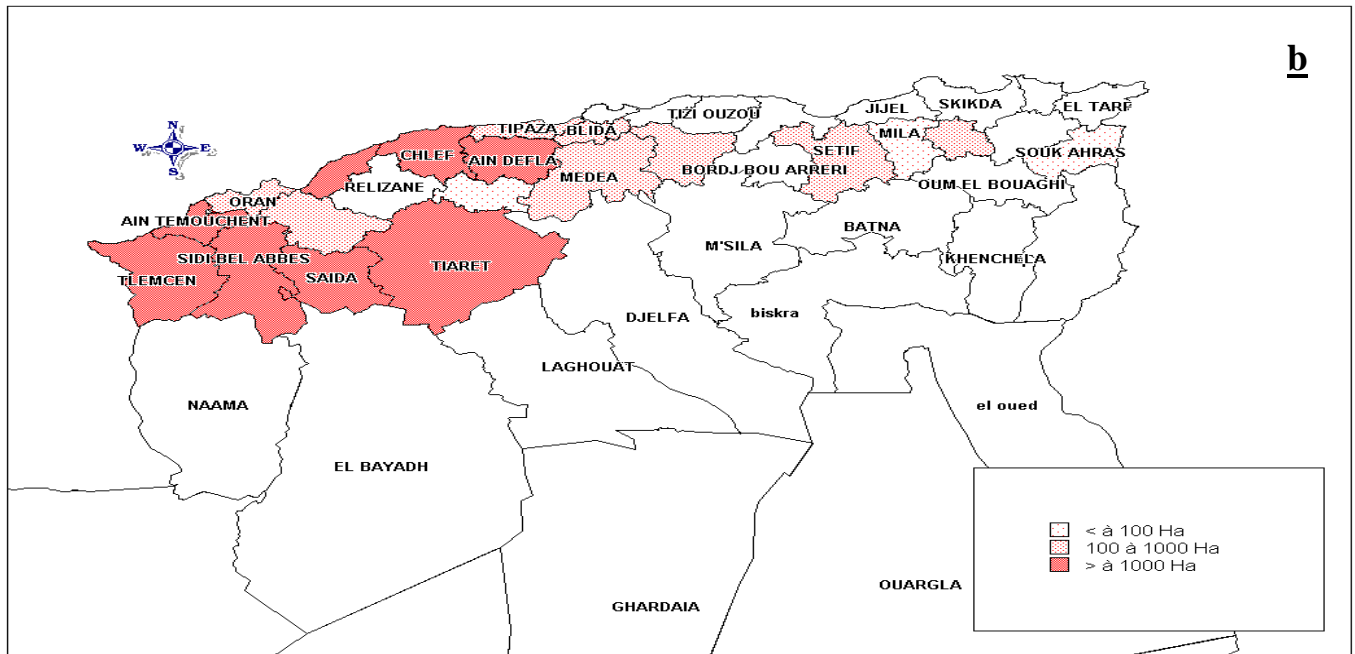 b
N
W E
S
SKIKDA
JIJEL
EL TARF
TIZI OUZOU
TIPAZA
BLIDA
MILA
CHLEF
AIN DEFLA
SETIF
SOUK AHRAS
MEDEA
BORDJ BOU ARRERI
RELIZANE
OUM EL BOUAGHI
ORAN
AIN TEMOUCHENT
BATNA
M'SILA
SIDI BEL ABBES
KHENCHELA
TIARET
TLEMCEN
SAIDA
biskra
DJELFA
LAGHOUAT
NAAMA
el oued
EL BAYADH
< à 100 Ha
100 à 1000 Ha
> à 1000 Ha
OUARGLA
GHARDAIA